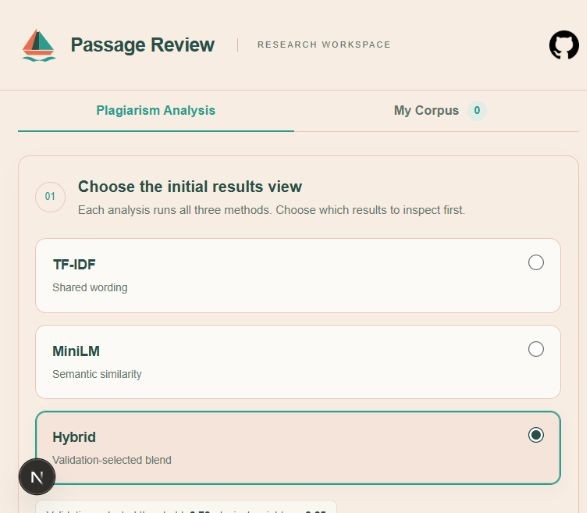 Passage Review
RESEARCH WORKSPACE
Plagiarism Analysis
My Corpus 0
01
Choose the initial results view
Each analysis runs all three methods. Choose which results to inspect first.
TF-IDF
Shared wording
MiniLM
Semantic similarity
Hybrid
Validation-selected blend
N